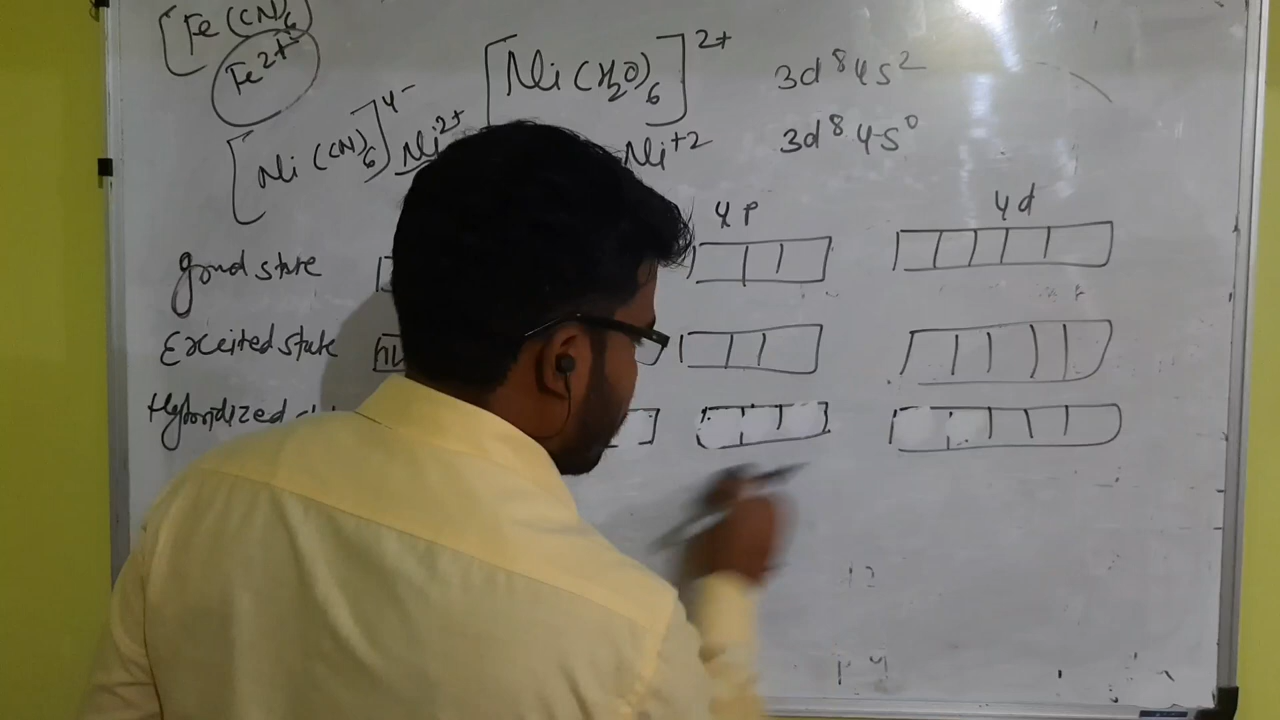 [Fe(CN)6
Fe2+
[Ni(H2O)6]2+ 3d8 4s2
[Ni(CN)6]4- Ni2+ Ni+2 3d8 4s0
4p 4d
grond state
Excited state
Hybridized